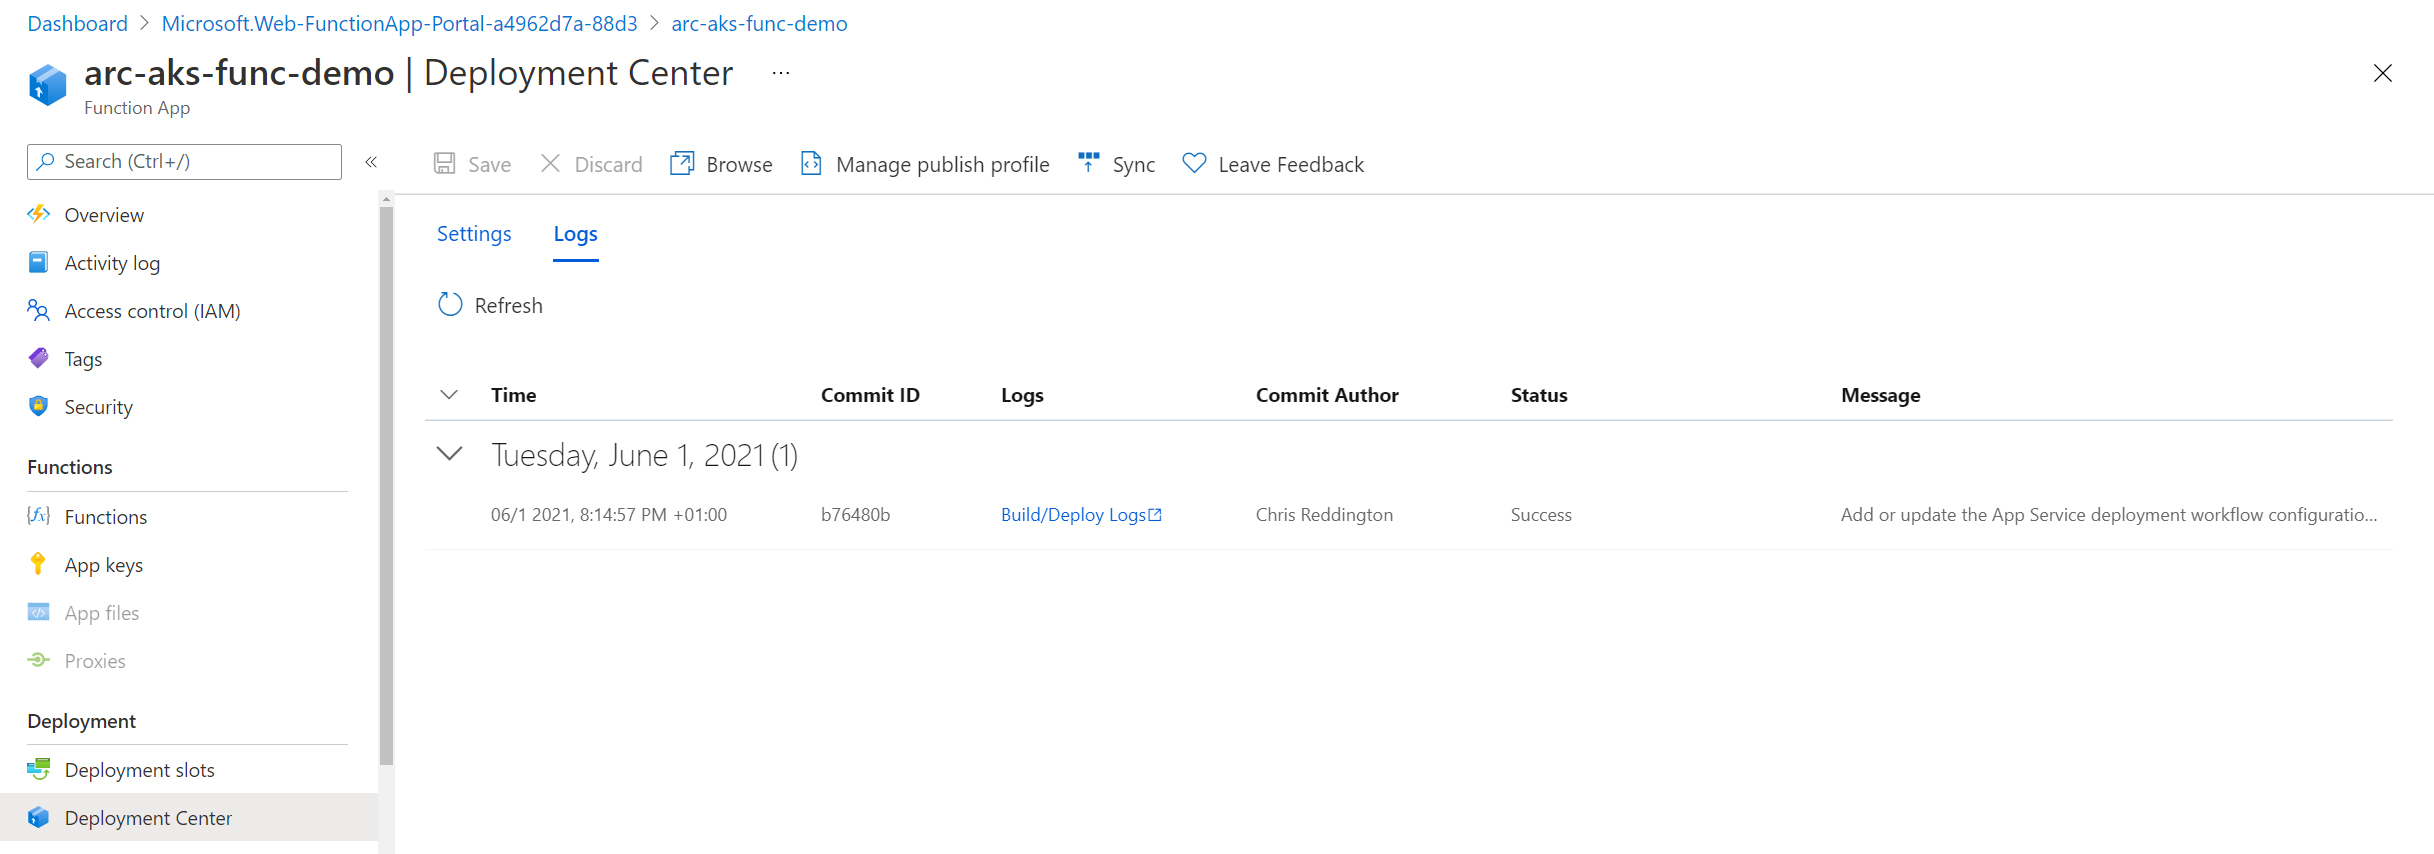 Dashboard > Microsoft.Web-FunctionApp-Portal-a4962d7a-88d3 > arc-aks-func-demo
arc-aks-func-demo | Deployment Center ...
Function App
Search (Ctrl+/) «
Save Discard Browse Manage publish profile Sync Leave Feedback
Overview
Activity log
Access control (IAM)
Tags
Security
Functions
Functions
App keys
App files
Proxies
Deployment
Deployment slots
Deployment Center
Settings Logs
Refresh
Time Commit ID Logs Commit Author Status Message
Tuesday, June 1, 2021 (1)
06/1 2021, 8:14:57 PM +01:00 b76480b Build/Deploy Logs Chris Reddington Success Add or update the App Service deployment workflow configuratio...